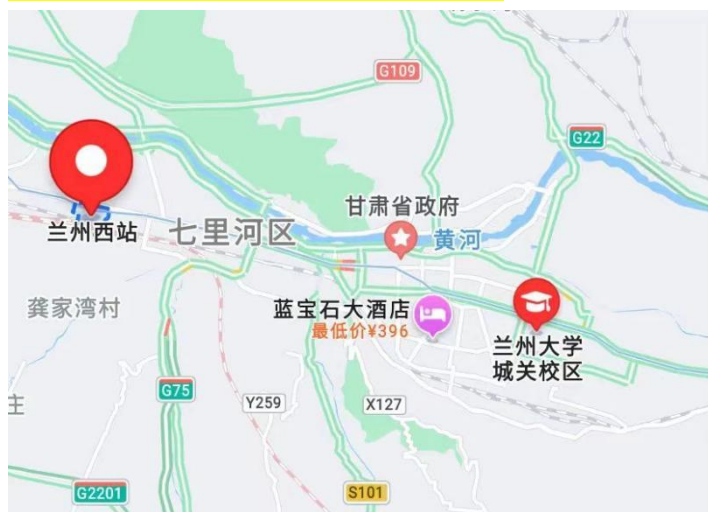 G109
G22
甘肃省政府
兰州西站
七里河区
黄河
龚家湾村
蓝宝石大酒店
最低价¥396
兰州大学
城关校区
G75
Y259
X127
庄
G2201
S101